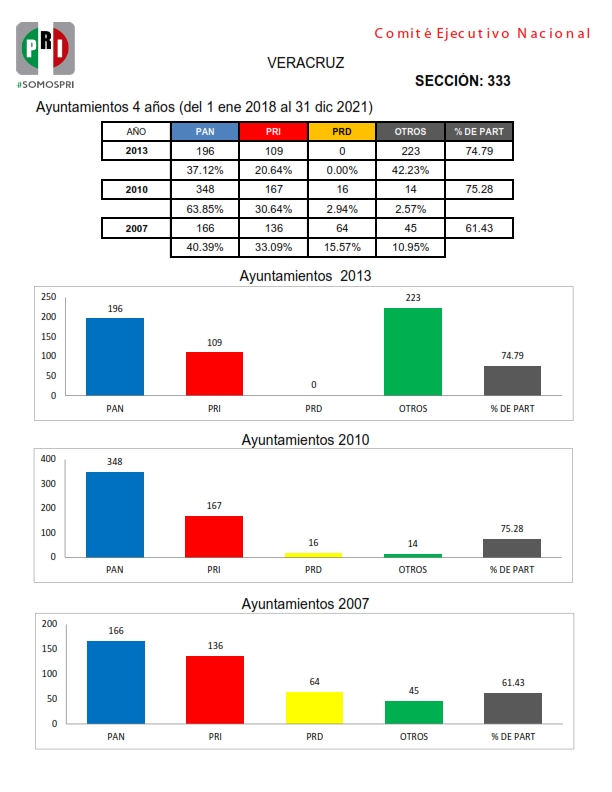 Comité Ejecutivo Nacional
PRI
#SOMOSPRI
VERACRUZ
SECCIÓN: 333
Ayuntamientos 4 años (del 1 ene 2018 al 31 dic 2021)
AÑO PAN PRI PRD OTROS % DE PART
2013 196 109 0 223 74.79
37.12% 20.64% 0.00% 42.23%
2010 348 167 16 14 75.28
63.85% 30.64% 2.94% 2.57%
2007 166 136 64 45 61.43
40.39% 33.09% 15.57% 10.95%
Ayuntamientos 2013
250
200
150
100
50
0
196 109 0 223 74.79
PAN PRI PRD OTROS % DE PART
Ayuntamientos 2010
400
300
200
100
0
348 167 16 14 75.28
PAN PRI PRD OTROS % DE PART
Ayuntamientos 2007
200
150
100
50
0
166 136 64 45 61.43
PAN PRI PRD OTROS % DE PART